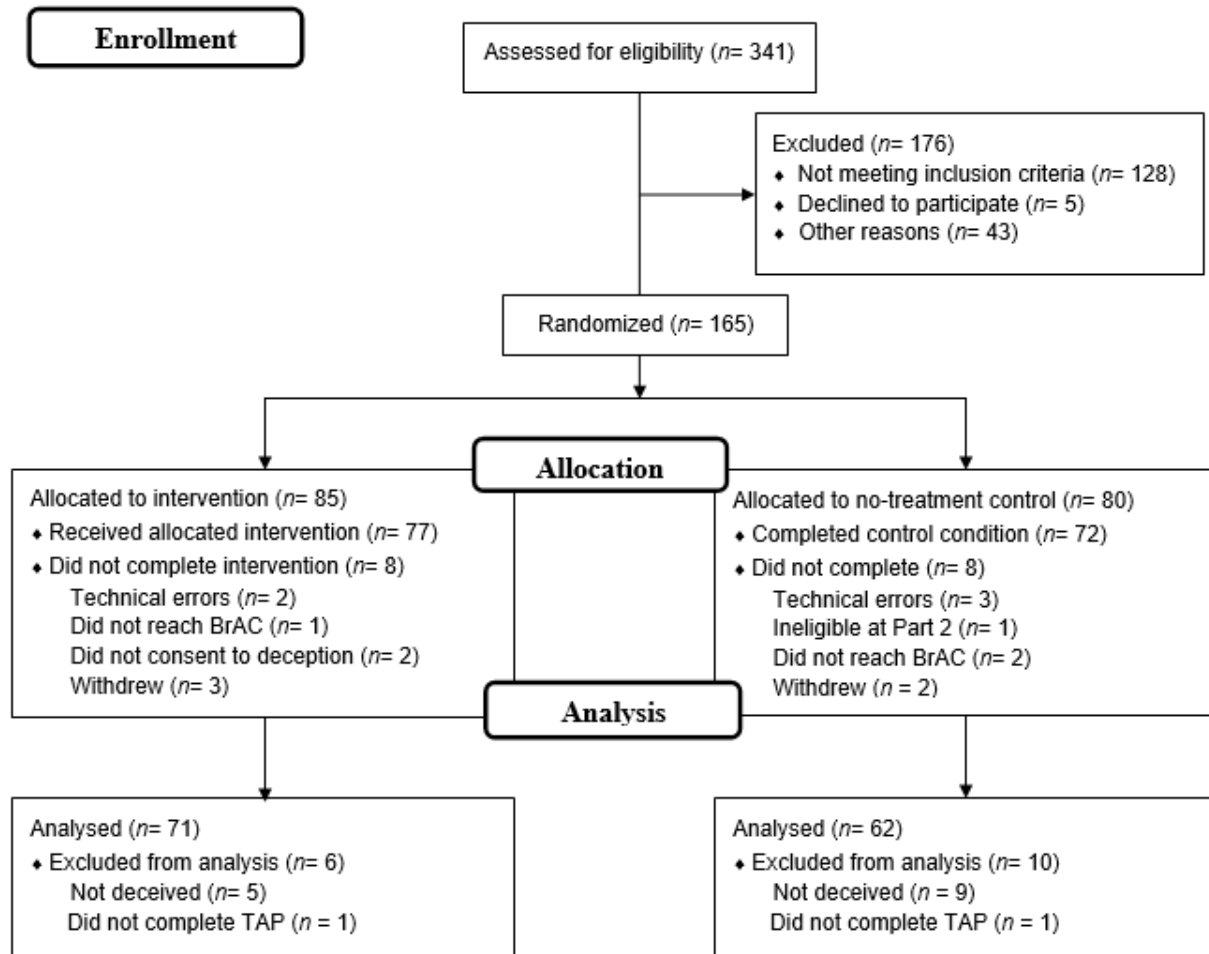 Enrollment
Assessed for eligibility (n= 341)
Excluded (n= 176)
⬧ Not meeting inclusion criteria (n= 128)
⬧ Declined to participate (n= 5)
⬧ Other reasons (n= 43)
Randomized (n= 165)
Allocation
Allocated to intervention (n= 85)
⬧ Received allocated intervention (n= 77)
⬧ Did not complete intervention (n= 8)
Technical errors (n= 2)
Did not reach BrAC (n= 1)
Did not consent to deception (n= 2)
Withdrew (n= 3)
Allocated to no-treatment control (n= 80)
⬧ Completed control condition (n= 72)
⬧ Did not complete (n= 8)
Technical errors (n= 3)
Ineligible at Part 2 (n= 1)
Did not reach BrAC (n= 2)
Withdrew (n = 2)
Analysis
Analysed (n= 71)
⬧ Excluded from analysis (n= 6)
Not deceived (n= 5)
Did not complete TAP (n = 1)
Analysed (n= 62)
⬧ Excluded from analysis (n= 10)
Not deceived (n= 9)
Did not complete TAP (n = 1)